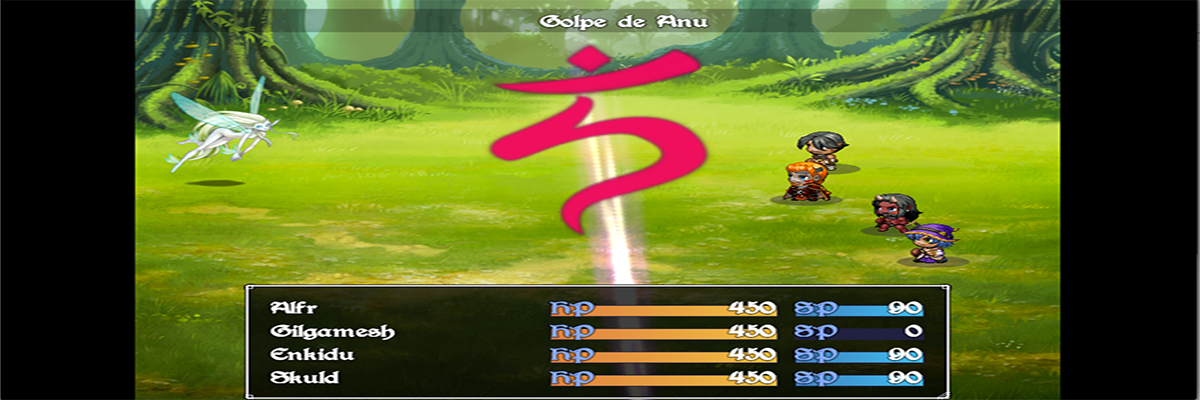 Golpe de Anu
Alfr HP 450 SP 90
Gilgamesh HP 450 SP 0
Enkidu HP 450 SP 90
Skuld HP 450 SP 90